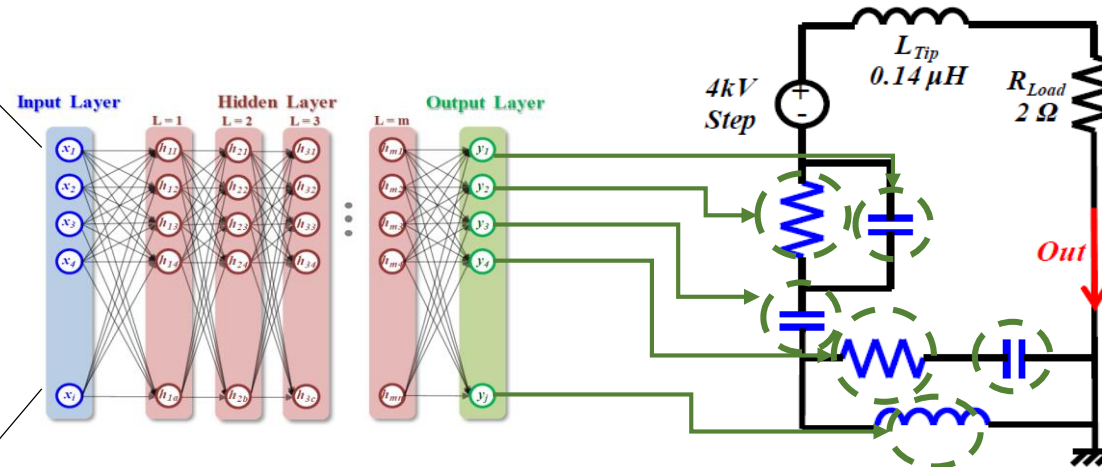 Input Layer
Hidden Layer
Output Layer
L = 1
L = 2
L = 3
L = m
x1
h11
h21
h31
hm1
y1
x2
h12
h22
h32
hm2
y2
x3
h13
h23
h33
hm3
y3
x4
h14
h24
h34
hm4
y4
xi
h1a
h2b
h3c
hmn
yj
LTip
0.14 μH
4kV
Step
+
-
RLoad
2 Ω
Out